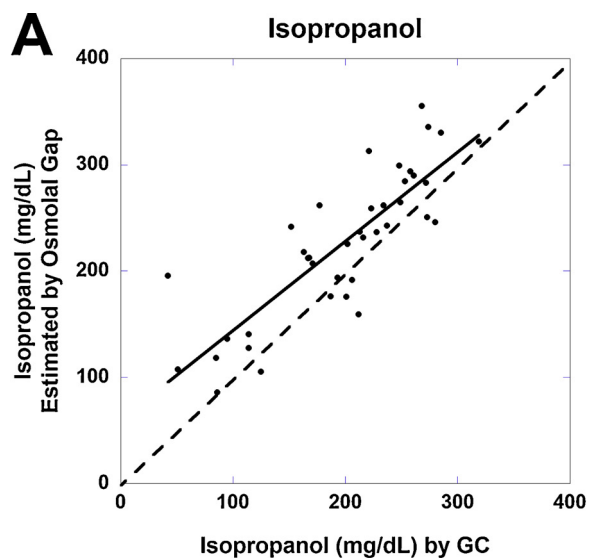 A
Isopropanol
Isopropanol (mg/dL)
Estimated by Osmolal Gap
400
300
200
100
0
0 100 200 300 400
Isopropanol (mg/dL) by GC